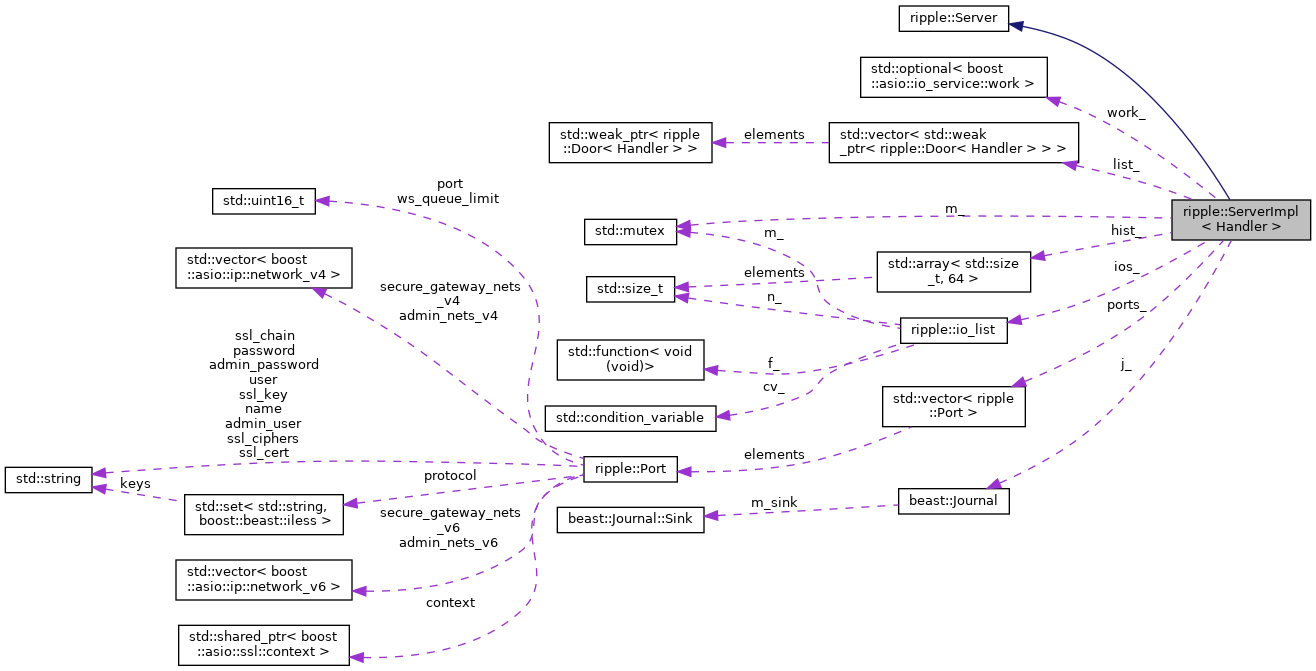 ripple::Server
std::optional< boost
::asio::io_service::work >
work_
std::weak_ptr< ripple
::Door< Handler > >
elements
std::vector< std::weak
_ptr< ripple::Door< Handler > > >
list_
port
ws_queue_limit
std::uint16_t
ripple::ServerImpl
< Handler >
m_
std::mutex
m_
hist_
std::vector< boost
::asio::ip::network_v4 >
std::array< std::size
_t, 64 >
elements
ios_
std::size_t
n_
secure_gateway_nets
_v4
admin_nets_v4
ports_
ripple::io_list
ssl_chain
password
admin_password
user
ssl_key
name
admin_user
ssl_ciphers
ssl_cert
std::function< void
(void)>
f_
j_
cv_
std::vector< ripple
::Port >
std::condition_variable
elements
ripple::Port
std::string
keys
protocol
std::set< std::string,
boost::beast::iless >
beast::Journal
m_sink
beast::Journal::Sink
secure_gateway_nets
_v6
admin_nets_v6
std::vector< boost
::asio::ip::network_v6 >
context
std::shared_ptr< boost
::asio::ssl::context >